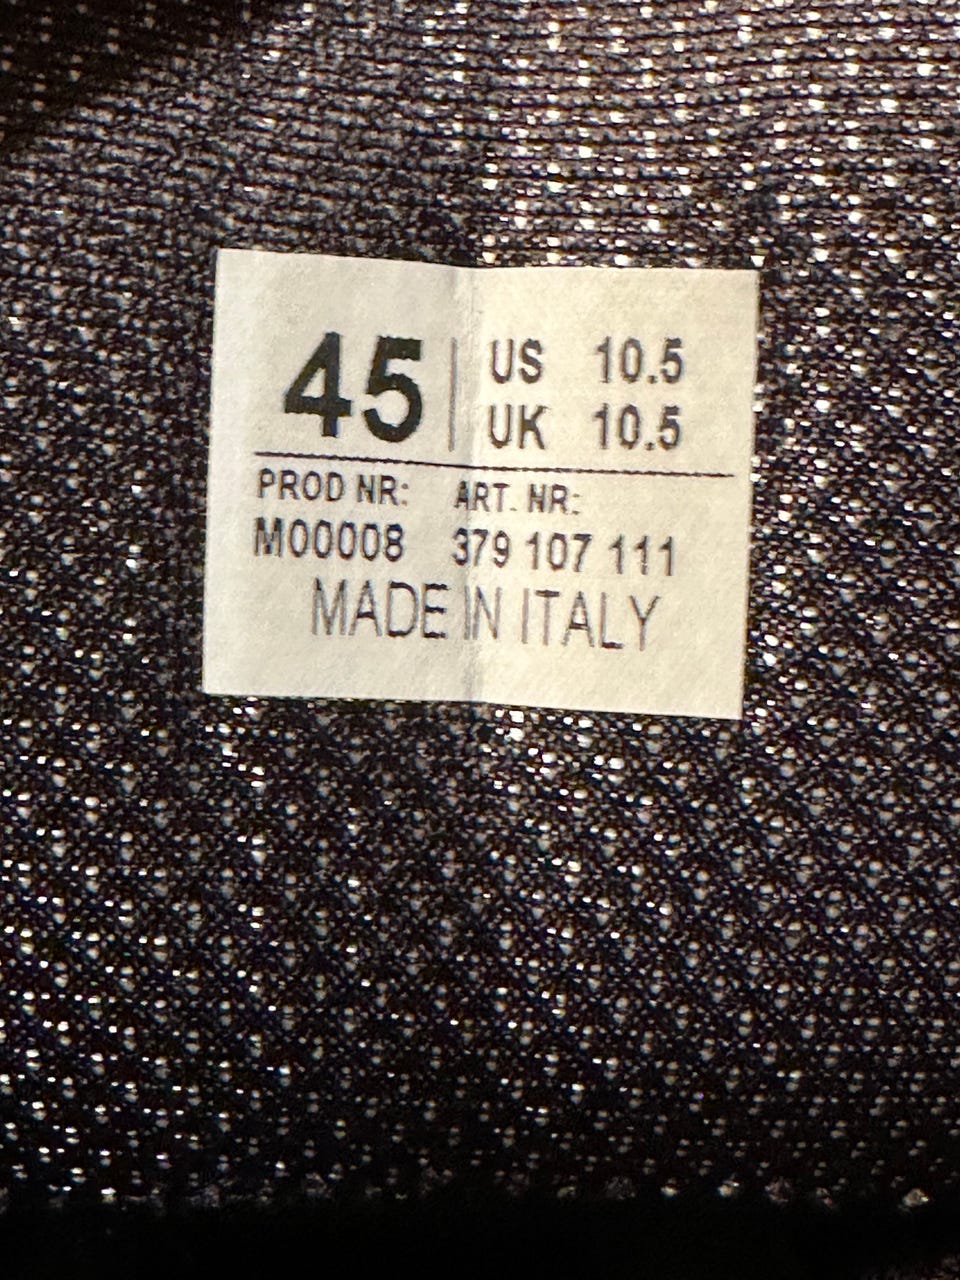 45 US 10.5
UK 10.5
PROD NR: ART. NR:
M00008 379 107 111
MADE IN ITALY